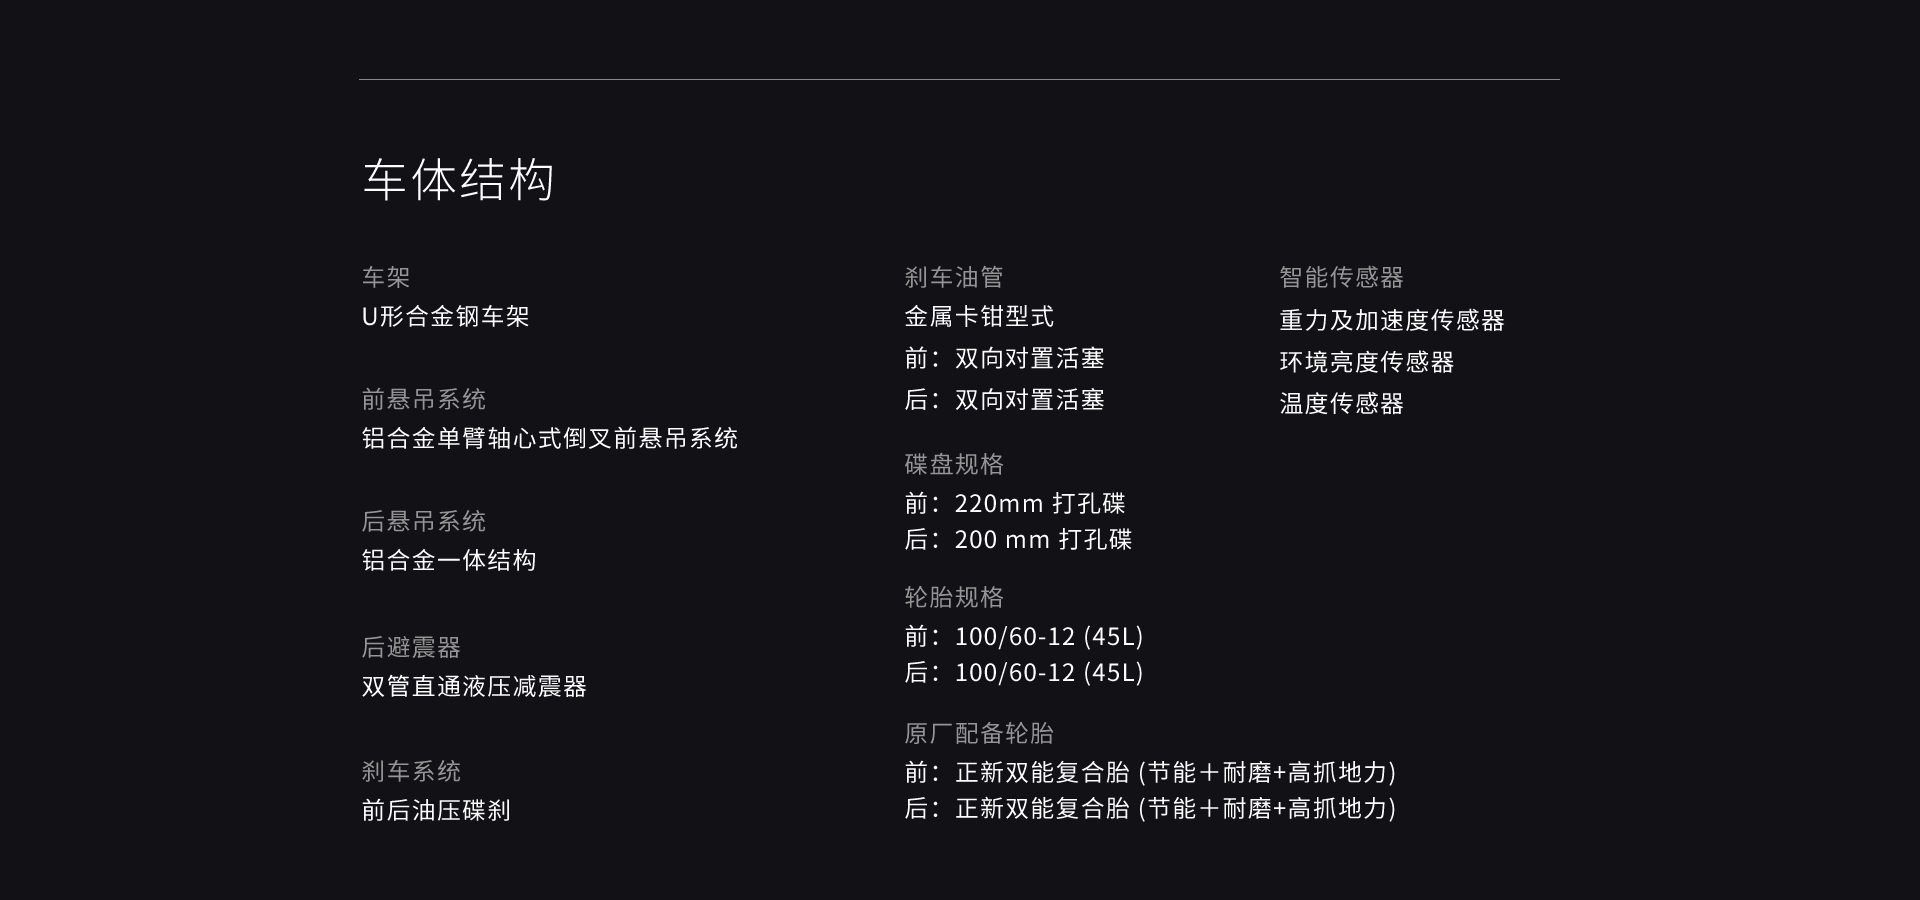 车体结构
车架
U形合金钢车架
前悬吊系统
铝合金单臂轴心式倒叉前悬吊系统
后悬吊系统
铝合金一体结构
后避震器
双管直通液压减震器
刹车系统
前后油压碟刹
刹车油管
金属卡钳型式
前：双向对置活塞
后：双向对置活塞
碟盘规格
前：220mm 打孔碟
后：200 mm 打孔碟
轮胎规格
前：100/60-12 (45L)
后：100/60-12 (45L)
原厂配备轮胎
前：正新双能复合胎 (节能＋耐磨+高抓地力)
后：正新双能复合胎 (节能＋耐磨+高抓地力)
智能传感器
重力及加速度传感器
环境亮度传感器
温度传感器